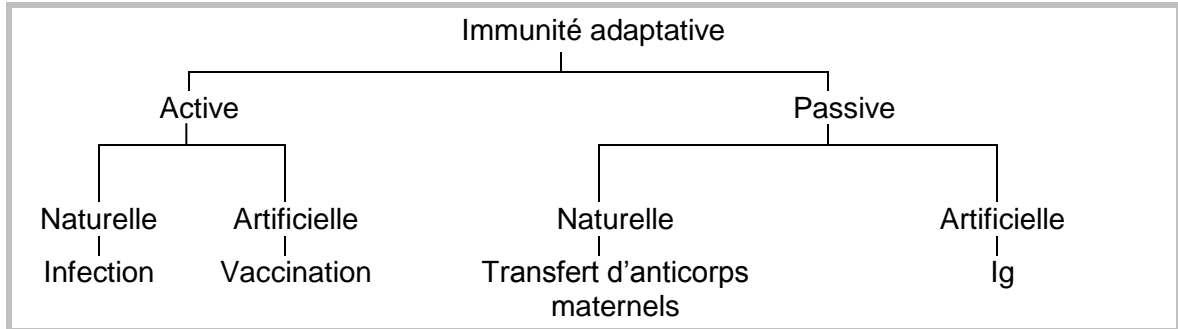 Immunité adaptative
Active Passive
Naturelle Artificielle Naturelle Artificielle
Infection Vaccination Transfert d’anticorps Ig
maternels